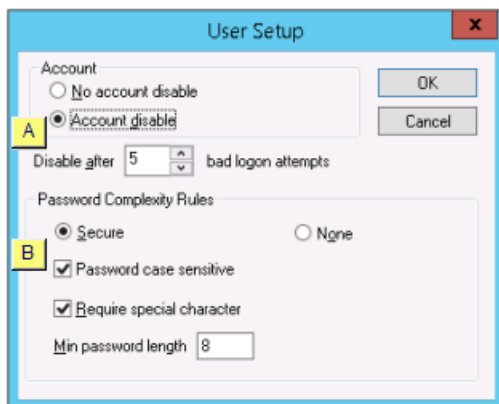 User Setup
x
Account
No account disable
OK
A
Account disable
Cancel
Disable after 5 bad logon attempts
Password Complexity Rules
Secure None
B
Password case sensitive
Require special character
Min password length 8